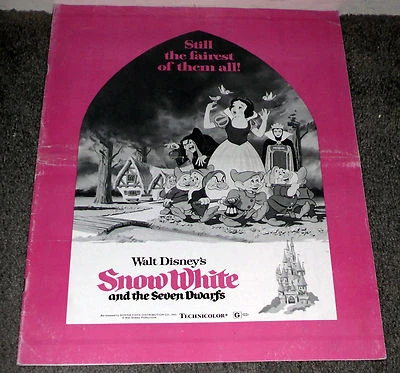 Still
the fairest
of them all!
Walt Disney's
Snow White
and the Seven Dwarfs
TECHNICOLOR®
G